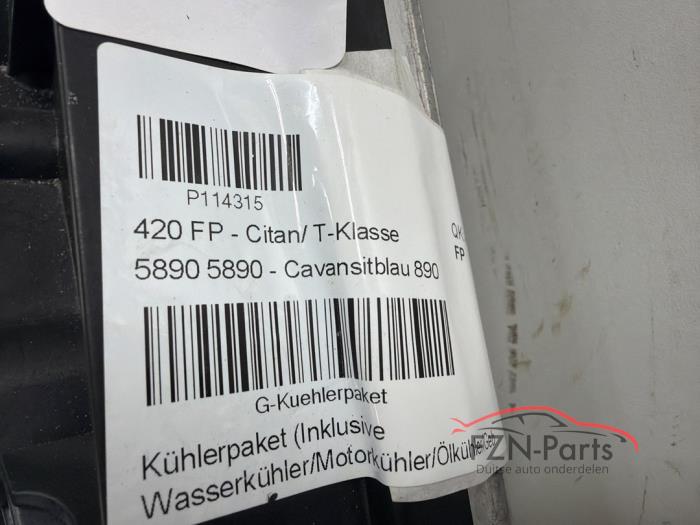 P114315
420 FP - Citan/ T-Klasse
5890 5890 - Cavansitblau 890
FP
G-Kuehlerpaket
Kühlerpaket (Inklusive
Wasserkühler/Motorkühler/Ölkühler
FZN-Parts
Duitse auto onderdelen